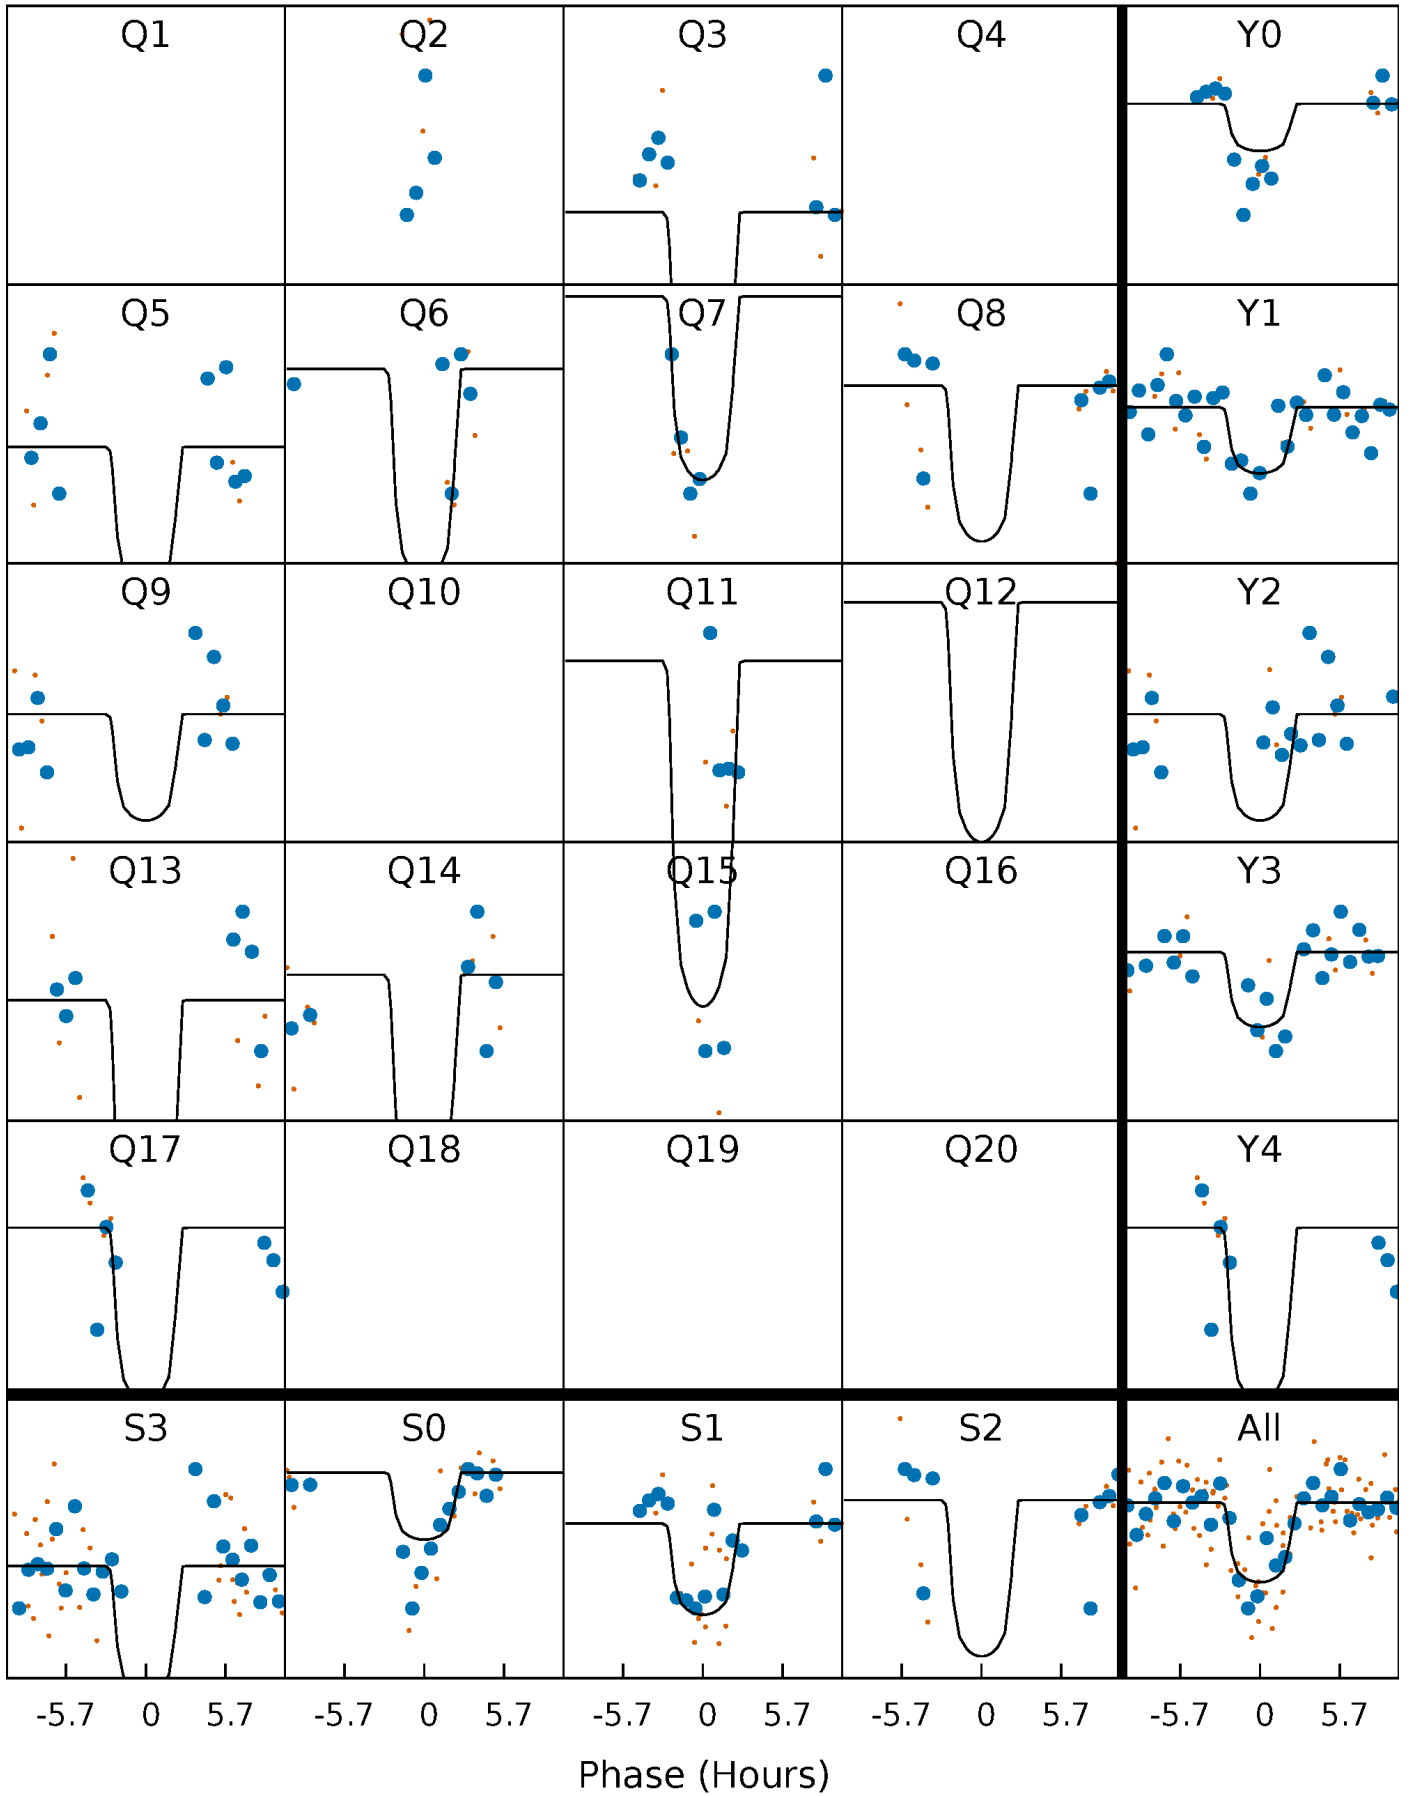 Q1 Q2 Q3 Q4 Y0
Q5 Q6 Q7 Q8 Y1
Q9 Q10 Q11 Q12 Y2
Q13 Q14 Q15 Q16 Y3
Q17 Q18 Q19 Q20 Y4
S3 S0 S1 S2 All
-5.7 0 5.7 -5.7 0 5.7 -5.7 0 5.7 -5.7 0 5.7 -5.7 0 5.7
Phase (Hours)